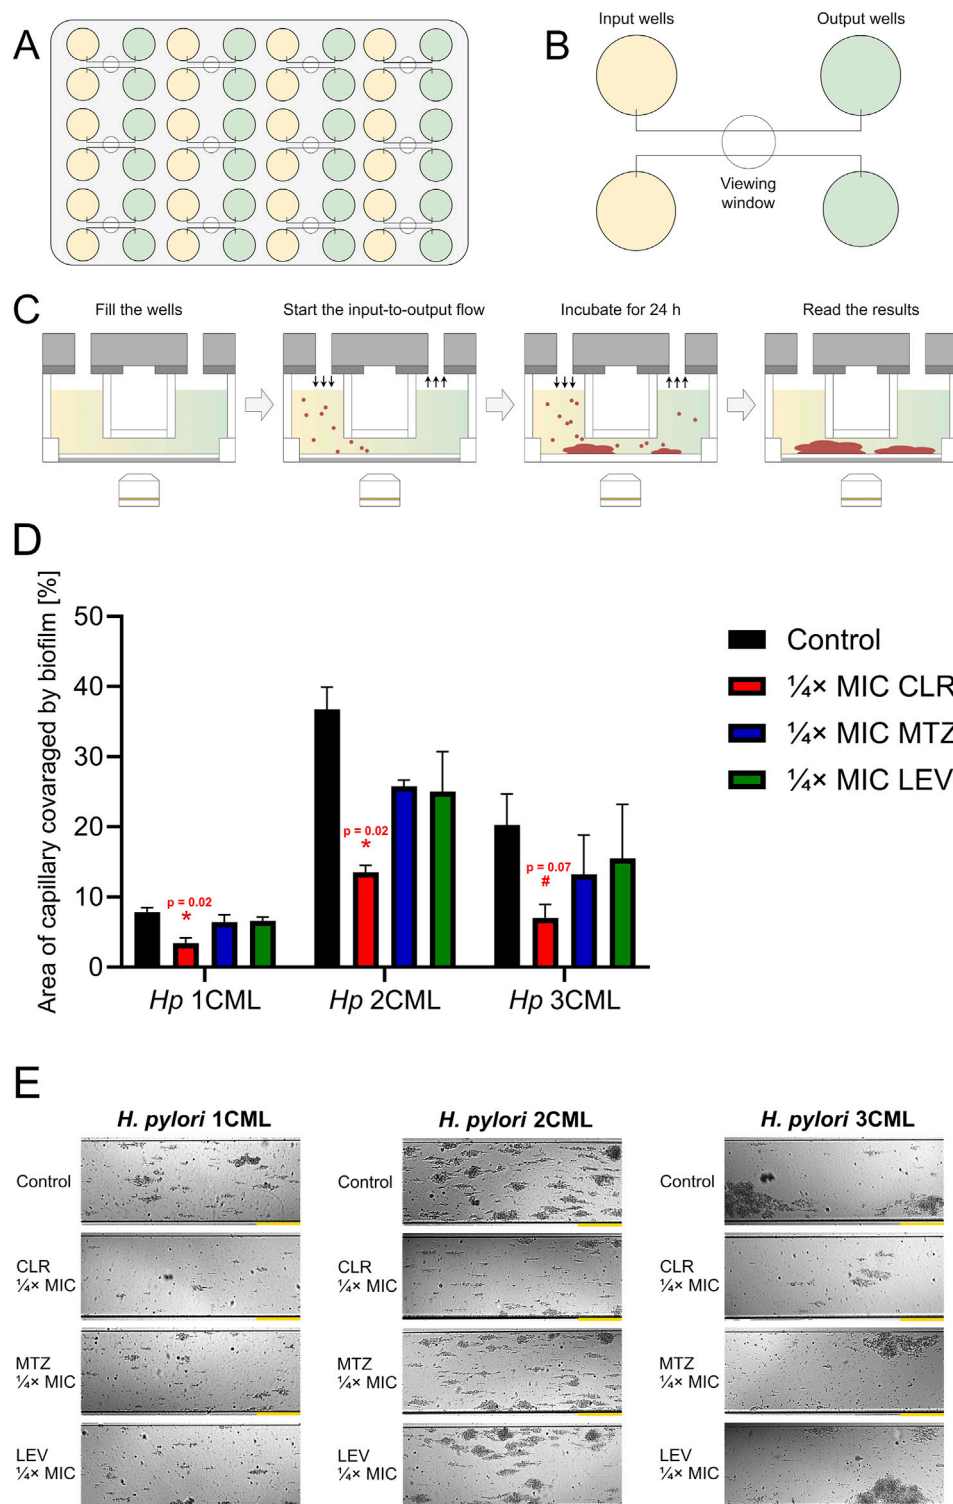 A
B
Input wells
Output wells
Viewing
window
C
Fill the wells
Start the input-to-output flow
Incubate for 24 h
Read the results
D
Area of capillary covaraged by biofilm [%]
50
40
30
20
10
0
p = 0.02
*
p = 0.02
*
p = 0.07
#
Hp 1CML
Hp 2CML
Hp 3CML
Control
¼× MIC CLR
¼× MIC MTZ
¼× MIC LEV
E
H. pylori 1CML
H. pylori 2CML
H. pylori 3CML
Control
Control
Control
CLR
¼× MIC
CLR
¼× MIC
CLR
¼× MIC
MTZ
¼× MIC
MTZ
¼× MIC
MTZ
¼× MIC
LEV
¼× MIC
LEV
¼× MIC
LEV
¼× MIC